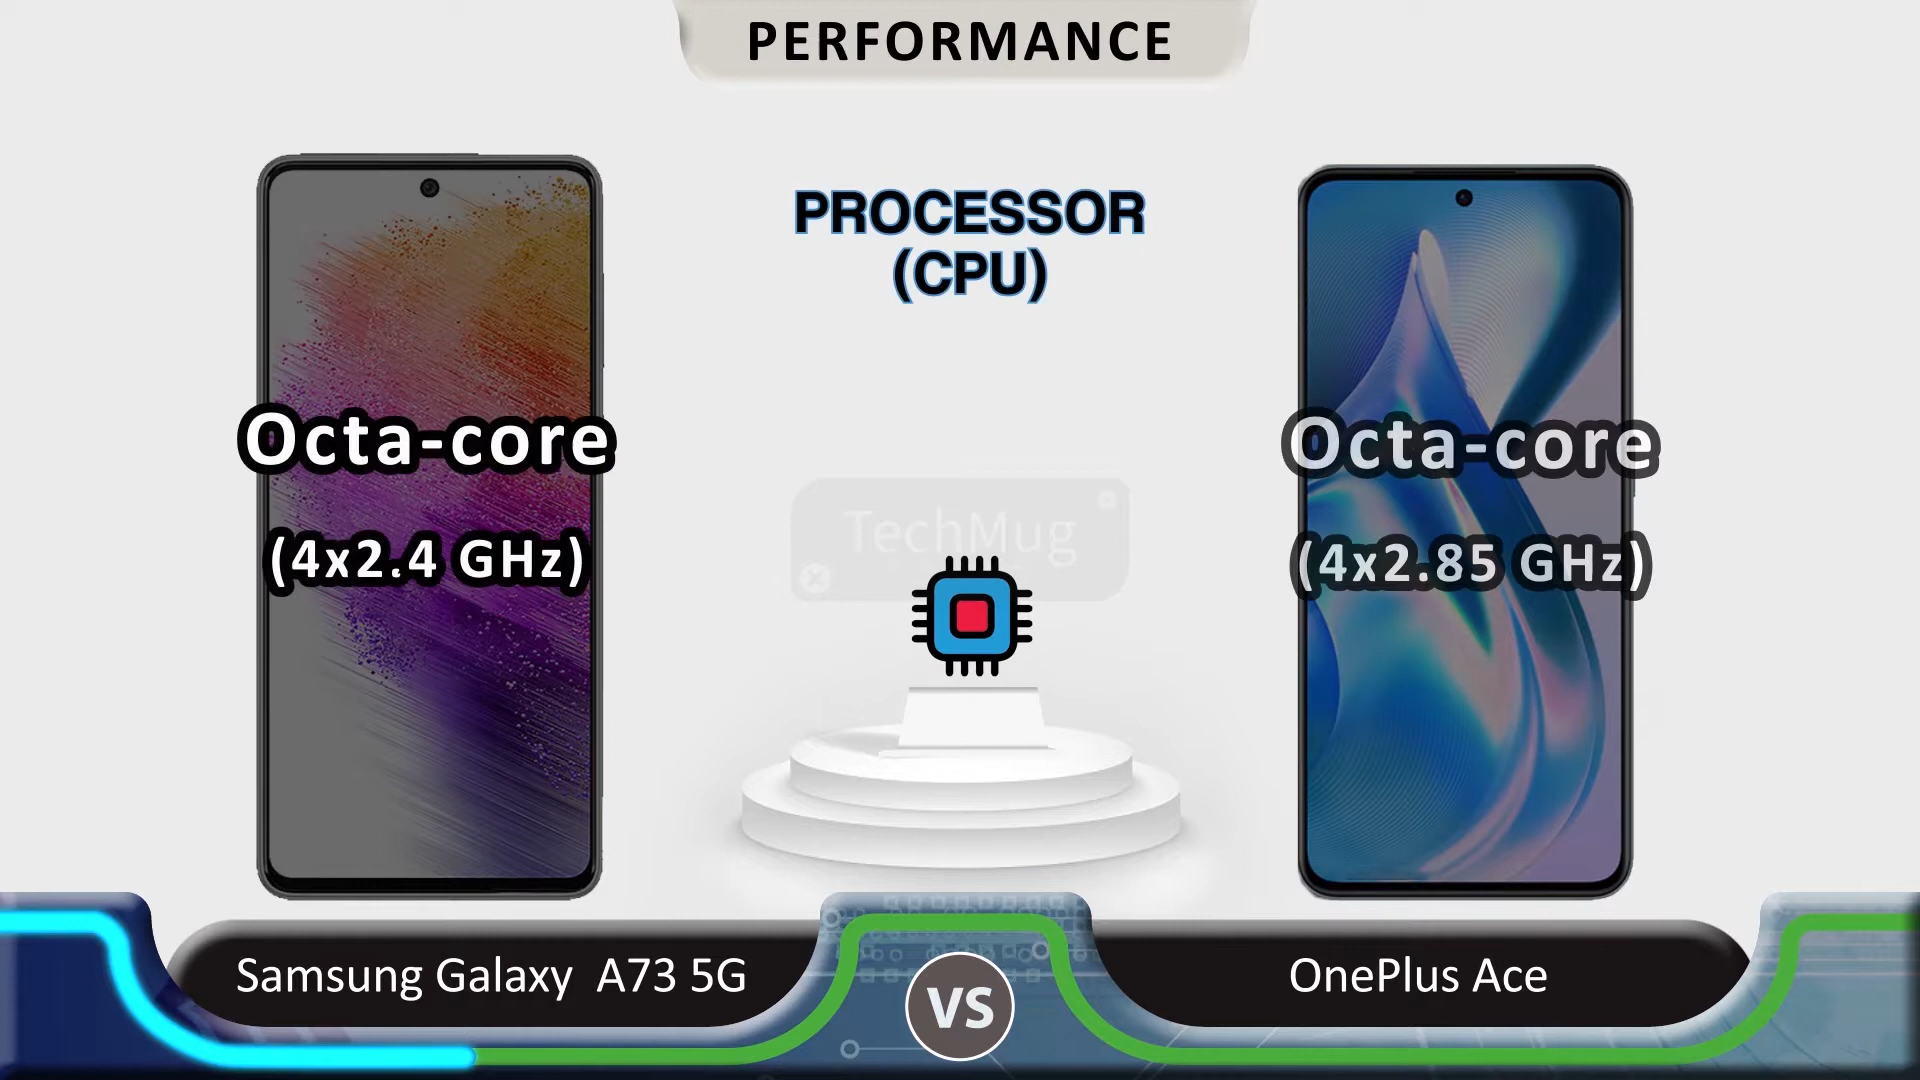 PERFORMANCE
PROCESSOR
(CPU)
Octa-core
(4x2.4 GHz)
TechMug
Octa-core
(4x2.85 GHz)
Samsung Galaxy A73 5G
VS
OnePlus Ace